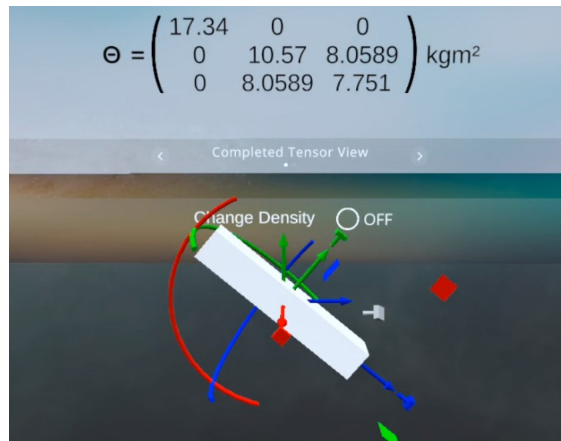 17.34 0 0
Θ = 0 10.57 8.0589 kgm²
0 8.0589 7.751
Completed Tensor View
Change Density OFF